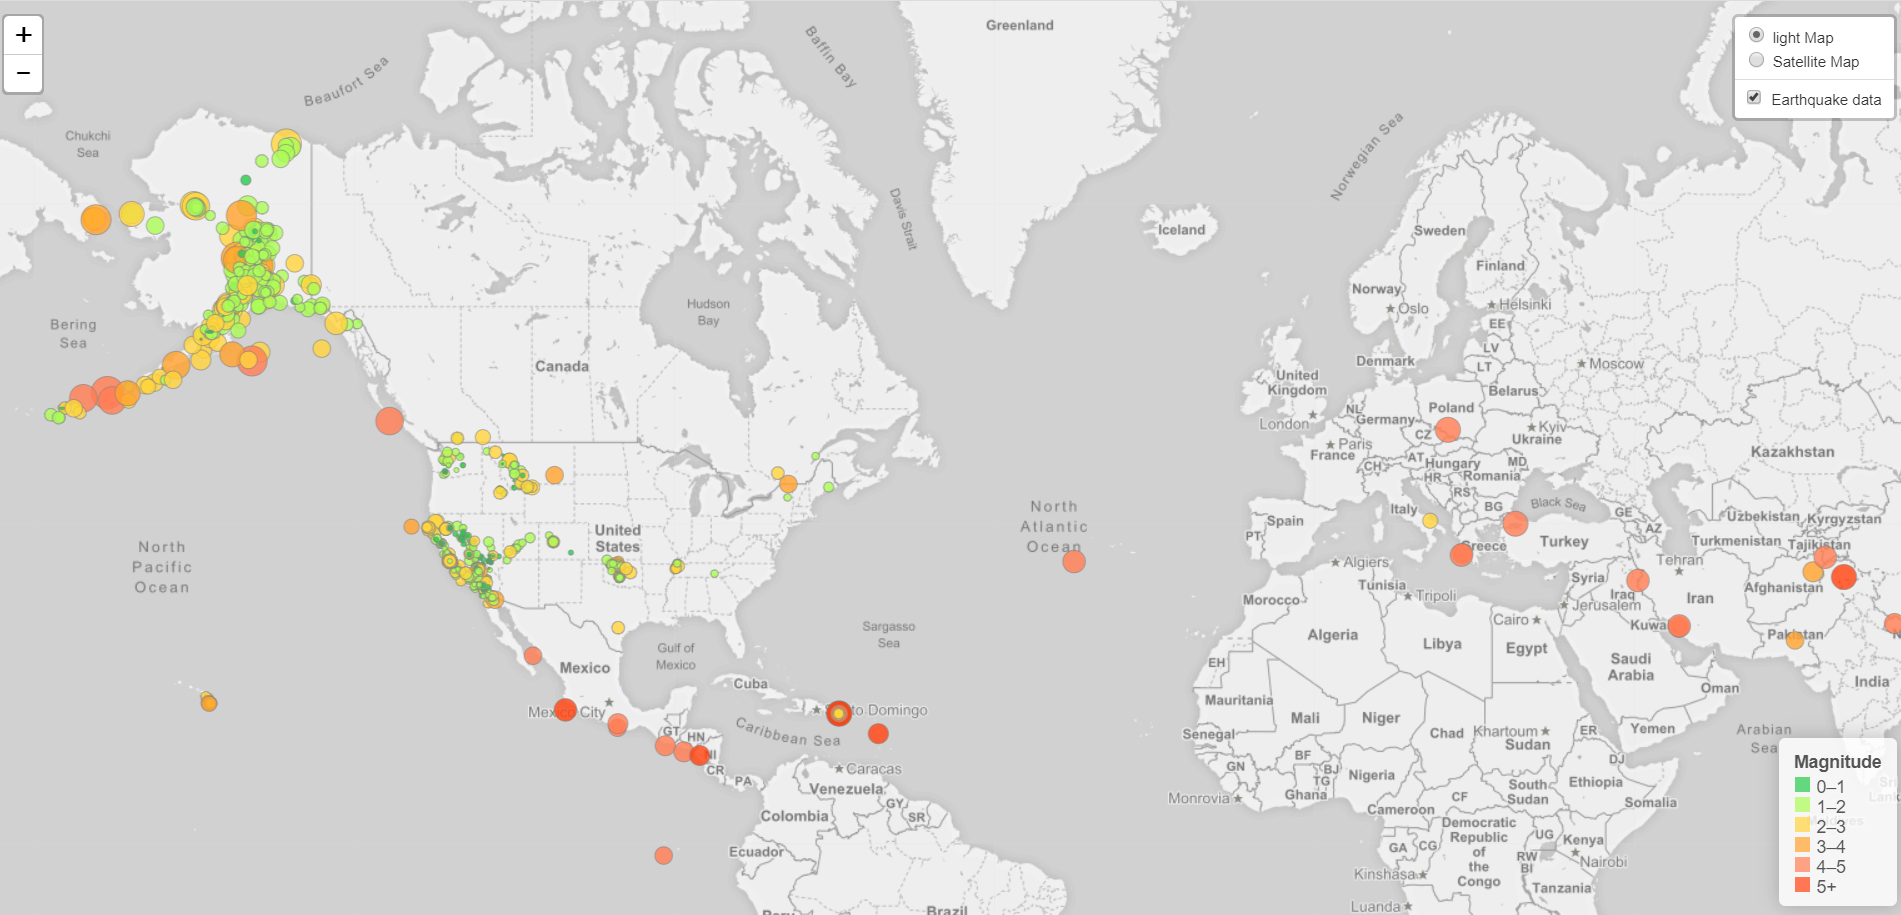 +
−
light Map
Satellite Map
Earthquake data
Greenland
Baffin Bay
Beaufort Sea
Chukchi
Sea
Davis Strait
Norwegian Sea
Iceland
Sweden
Finland
Norway
Helsinki
Oslo
Hudson
Bay
Bering
Sea
EE
LV
LT
Moscow
Denmark
Canada
United
Kingdom
Belarus
NL
Poland
Germany
London
CZ
Kyiv
Ukraine
Paris
France
AT
CH
Hungary
MD
HR
Romania
RS
Kazakhstan
North
Atlantic
Ocean
Italy
BG
Black Sea
GE
AZ
Uzbekistan
Kyrgyzstan
Spain
PT
United
States
North
Pacific
Ocean
Greece
Turkey
Turkmenistan
Tajikistan
Algiers
Tehran
Tunisia
Tripoli
Syria
Afghanistan
Iraq
Iran
Morocco
Jerusalem
Cairo
Kuwa
Pakistan
Sargasso
Sea
Algeria
Libya
Egypt
Gulf of
Mexico
Mexico
EH
Saudi
Arabia
Cuba
Oman
India
Mauritania
Mexico City
to Domingo
Mali
Niger
Chad
Khartoum
Sudan
ER
Yemen
Arabian
Sea
Caribbean Sea
GT
HN
NI
CR
PA
Senegal
GN
BF
BJ
TG
Nigeria
DJ
Ethiopia
Caracas
Venezuela
Monrovia
Ghana
CF
South
Sudan
Somalia
Colombia
GY
SR
Cameroon
Democratic
Republic
of
the
Congo
UG
Kenya
GA
CG
RW
BI
Nairobi
Ecuador
Kinshasa
Tanzania
Luanda
Peru
Brazil
Magnitude
0–1
1–2
2–3
3–4
4–5
5+